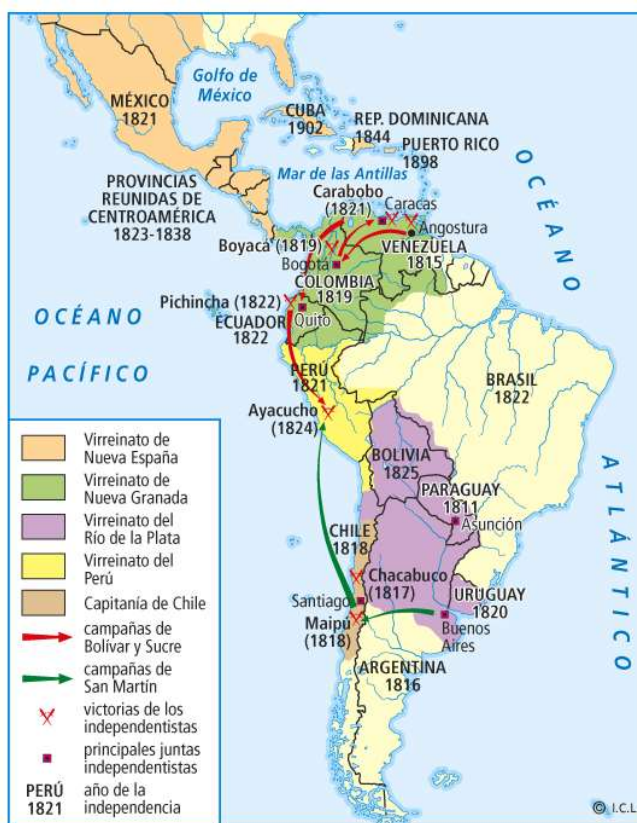 Golfo de
México
MÉXICO
1821
CUBA
1902
REP. DOMINICANA
1844
PUERTO RICO
1898
Mar de las Antillas
PROVINCIAS
REUNIDAS DE
CENTROAMÉRICA
1823-1838
Carabobo
(1821)
Caracas
Angostura
VENEZUELA
1815
Boyacá (1819)
Bogotá
COLOMBIA
1819
Pichincha (1822)
ECUADOR
1822
Quito
OCÉANO
PACÍFICO
OCÉANO
ATLÁNTICO
PERÚ
1821
Ayacucho
(1824)
BRASIL
1822
BOLIVIA
1825
PARAGUAY
1811
Asunción
CHILE
1818
Chacabuco
(1817)
Santiago
Maipú
(1818)
URUGUAY
1820
Buenos
Aires
ARGENTINA
1816
Virreinato de
Nueva España
Virreinato de
Nueva Granada
Virreinato del
Río de la Plata
Virreinato del
Perú
Capitanía de Chile
campañas de
Bolívar y Sucre
campañas de
San Martín
victorias de los
independentistas
principales juntas
independentistas
PERÚ
1821
año de la
independencia
© I.C.L